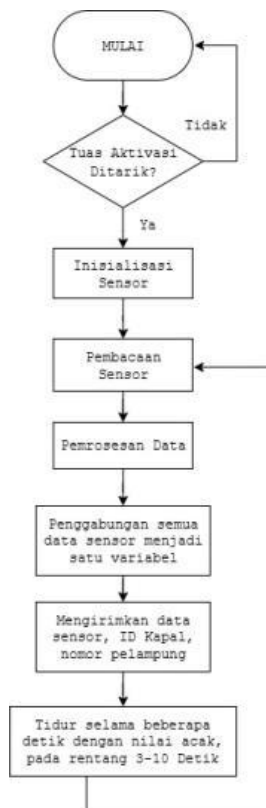 MULAI
Tidak
Tuas Aktivasi
Ditarik?
Ya
Inisialisasi
Sensor
Pembacaan
Sensor
Pemrosesan Data
Penggabungan semua
data sensor menjadi
satu variabel
Mengirimkan data
sensor, ID Kapal,
nomor pelampung
Tidur selama beberapa
detik dengan nilai acak,
pada rentang 3-10 Detik